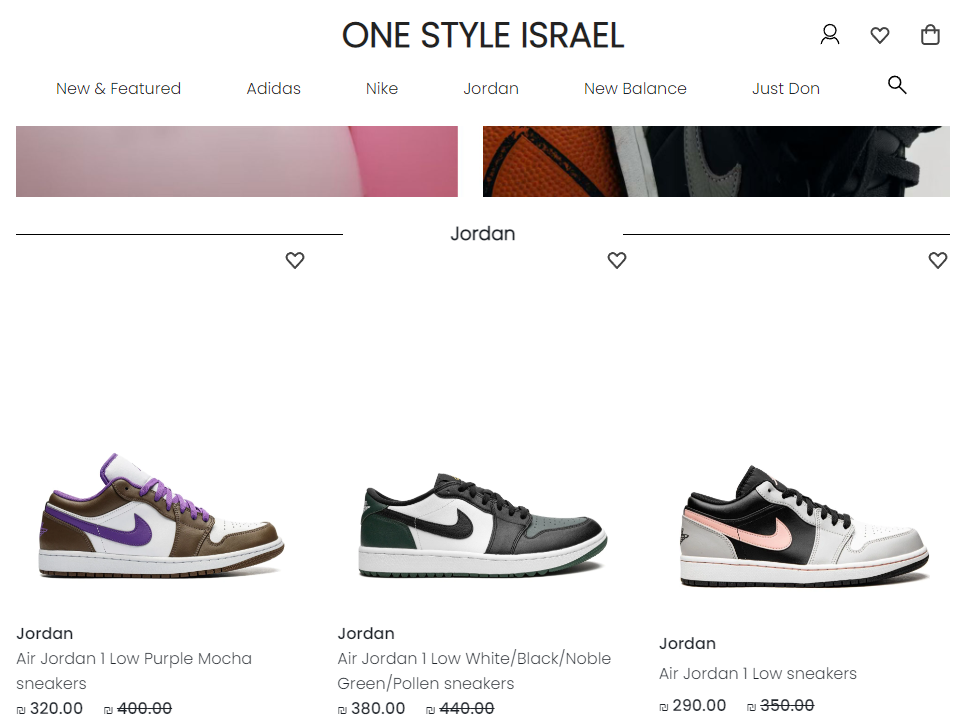 ONE STYLE ISRAEL
New & Featured Adidas Nike Jordan New Balance Just Don
Jordan
Jordan
Air Jordan 1 Low Purple Mocha
sneakers
₪ 320.00 ₪ 400.00
Jordan
Air Jordan 1 Low White/Black/Noble
Green/Pollen sneakers
₪ 380.00 ₪ 440.00
Jordan
Air Jordan 1 Low sneakers
₪ 290.00 ₪ 350.00